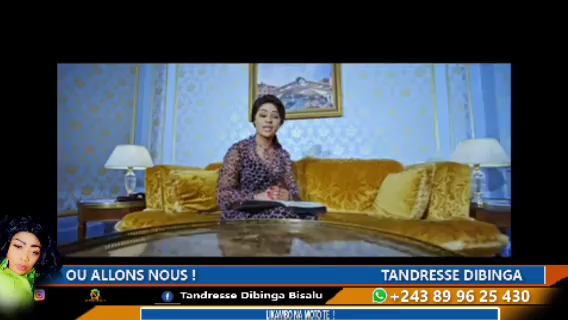 OU ALLONS NOUS !
TANDRESSE DIBINGA
Tandresse Dibinga Bisalu
+243 89 96 25 430
LIKAMBO NA MOTO TE !